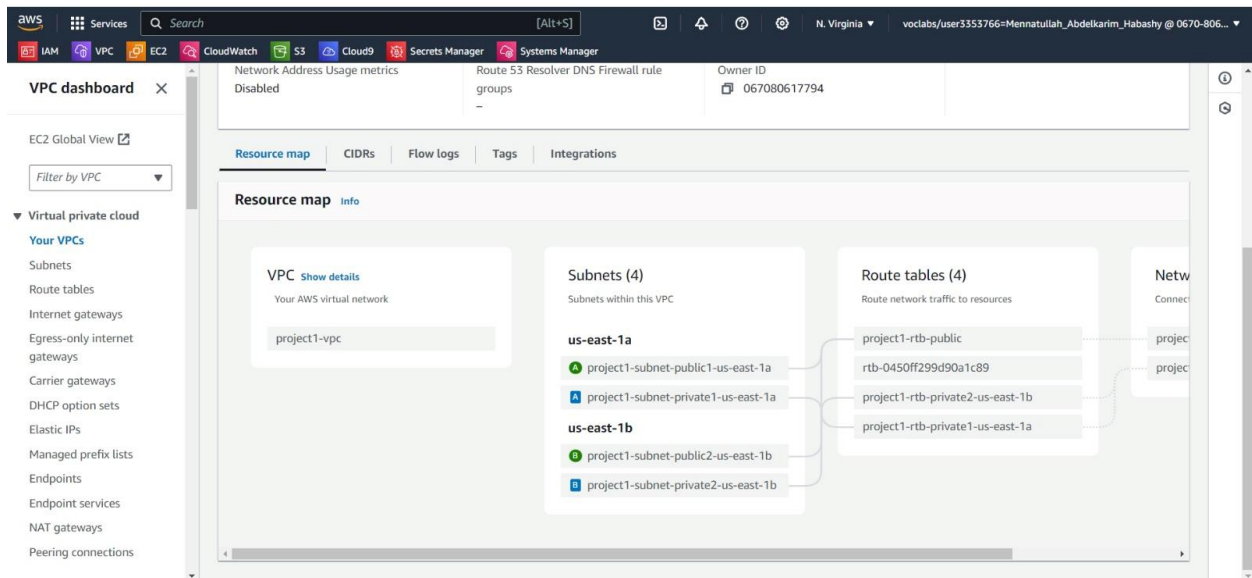 aws Services Search [Alt+S] N. Virginia voclabs/user3353766=Mennatullah_Abdelkarim_Habashy @ 0670-806...
IAM VPC EC2 CloudWatch S3 Cloud9 Secrets Manager Systems Manager
VPC dashboard
EC2 Global View
Filter by VPC
Virtual private cloud
Your VPCs
Subnets
Route tables
Internet gateways
Egress-only internet
gateways
Carrier gateways
DHCP option sets
Elastic IPs
Managed prefix lists
Endpoints
Endpoint services
NAT gateways
Peering connections
Network Address Usage metrics
Disabled
Route 53 Resolver DNS Firewall rule
groups
–
Owner ID
067080617794
Resource map CIDRs Flow logs Tags Integrations
Resource map Info
VPC Show details
Your AWS virtual network
project1-vpc
Subnets (4)
Subnets within this VPC
us-east-1a
A project1-subnet-public1-us-east-1a
A project1-subnet-private1-us-east-1a
us-east-1b
B project1-subnet-public2-us-east-1b
B project1-subnet-private2-us-east-1b
Route tables (4)
Route network traffic to resources
project1-rtb-public
rtb-0450ff299d90a1c89
project1-rtb-private2-us-east-1b
project1-rtb-private1-us-east-1a
Netw
Connec
projec
projec